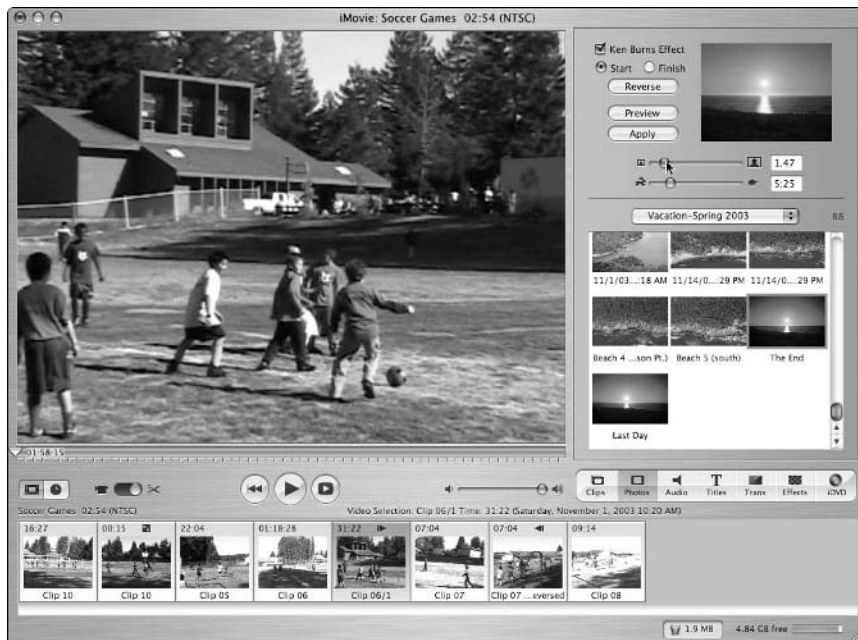 iMovie: Soccer Games 02:54 (NTSC)
Ken Burns Effect
Start Finish
Reverse
Preview
Apply
1.47
5:25
Vacation-Spring 2003
88
11/1/03...:18 AM 11/14/0...:29 PM 11/14/0...:29 PM
Beach 4 ...son Pt.) Beach 5 (south) The End
Last Day
01:58:15
Clips Photos Audio Titles Trans Effects iDVD
Soccer Games 02:54 (NTSC)
Video Selection: Clip 06/1 Time: 31:22 (Saturday, November 1, 2003 10:20 AM)
16:27 00:15 22:04 01:18:28 31:22 07:04 07:04 09:14
Clip 10 Clip 10 Clip 05 Clip 06 Clip 06/1 Clip 07 Clip 07 ...eversed Clip 08
1.9 MB 4.84 GB free